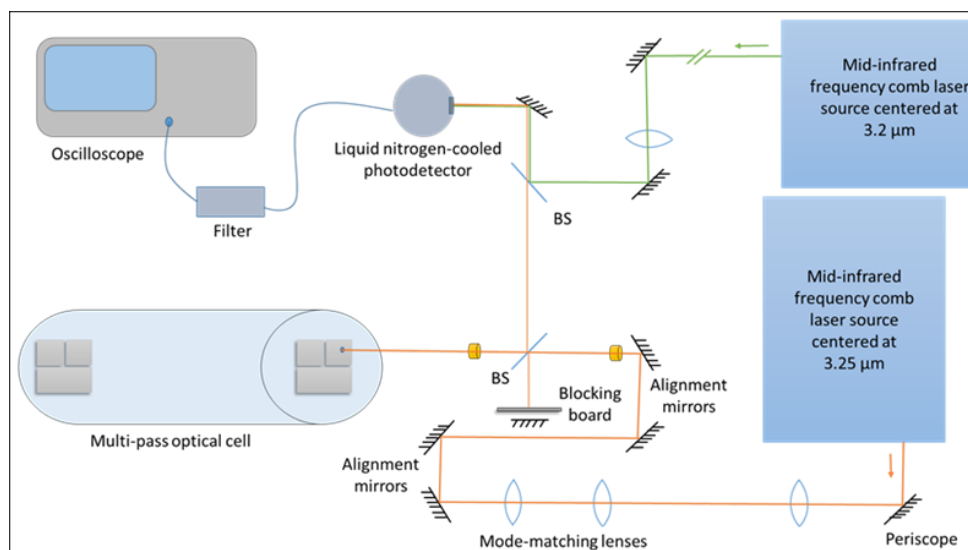 Mid-infrared
frequency comb laser
source centered at
3.2 µm
Oscilloscope
Liquid nitrogen-cooled
photodetector
BS
Filter
Mid-infrared
frequency comb
laser source
centered at
3.25 µm
BS
Blocking
board
Alignment
mirrors
Multi-pass optical cell
Alignment
mirrors
Mode-matching lenses
Periscope